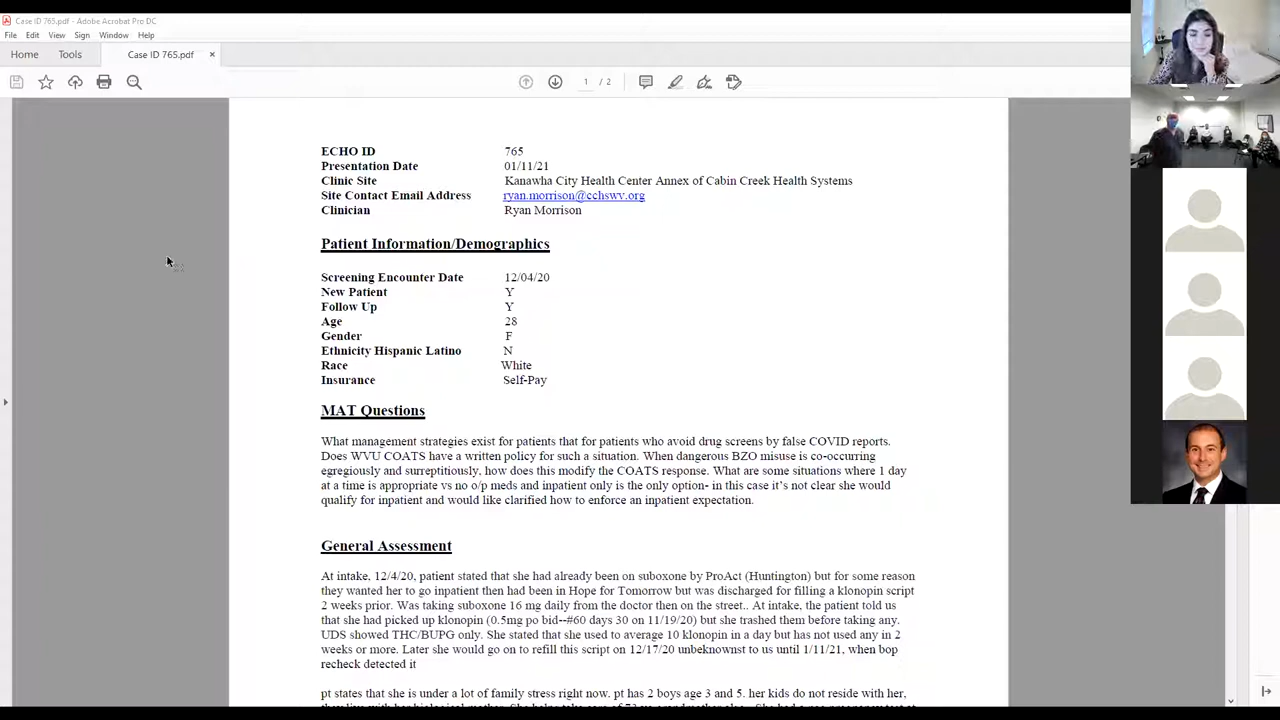 Case ID 765.pdf - Adobe Acrobat Pro DC
File Edit View Sign Window Help
Home Tools Case ID 765.pdf ×
1 / 2
ECHO ID 765
Presentation Date 01/11/21
Clinic Site Kanawha City Health Center Annex of Cabin Creek Health Systems
Site Contact Email Address ryan.morrison@cchswv.org
Clinician Ryan Morrison
Patient Information/Demographics
Screening Encounter Date 12/04/20
New Patient Y
Follow Up Y
Age 28
Gender F
Ethnicity Hispanic Latino N
Race White
Insurance Self-Pay
MAT Questions
What management strategies exist for patients that for patients who avoid drug screens by false COVID reports.
Does WVU COATS have a written policy for such a situation. When dangerous BZO misuse is co-occurring
egregiously and surreptitiously, how does this modify the COATS response. What are some situations where 1 day
at a time is appropriate vs no o/p meds and inpatient only is the only option- in this case it's not clear she would
qualify for inpatient and would like clarified how to enforce an inpatient expectation.
General Assessment
At intake, 12/4/20, patient stated that she had already been on suboxone by ProAct (Huntington) but for some reason
they wanted her to go inpatient then had been in Hope for Tomorrow but was discharged for filling a klonopin script
2 weeks prior. Was taking suboxone 16 mg daily from the doctor then on the street.. At intake, the patient told us
that she had picked up klonopin (0.5mg po bid--#60 days 30 on 11/19/20) but she trashed them before taking any.
UDS showed THC/BUPG only. She stated that she used to average 10 klonopin in a day but has not used any in 2
weeks or more. Later she would go on to refill this script on 12/17/20 unbeknownst to us until 1/11/21, when bop
recheck detected it
pt states that she is under a lot of family stress right now. pt has 2 boys age 3 and 5. her kids do not reside with her,